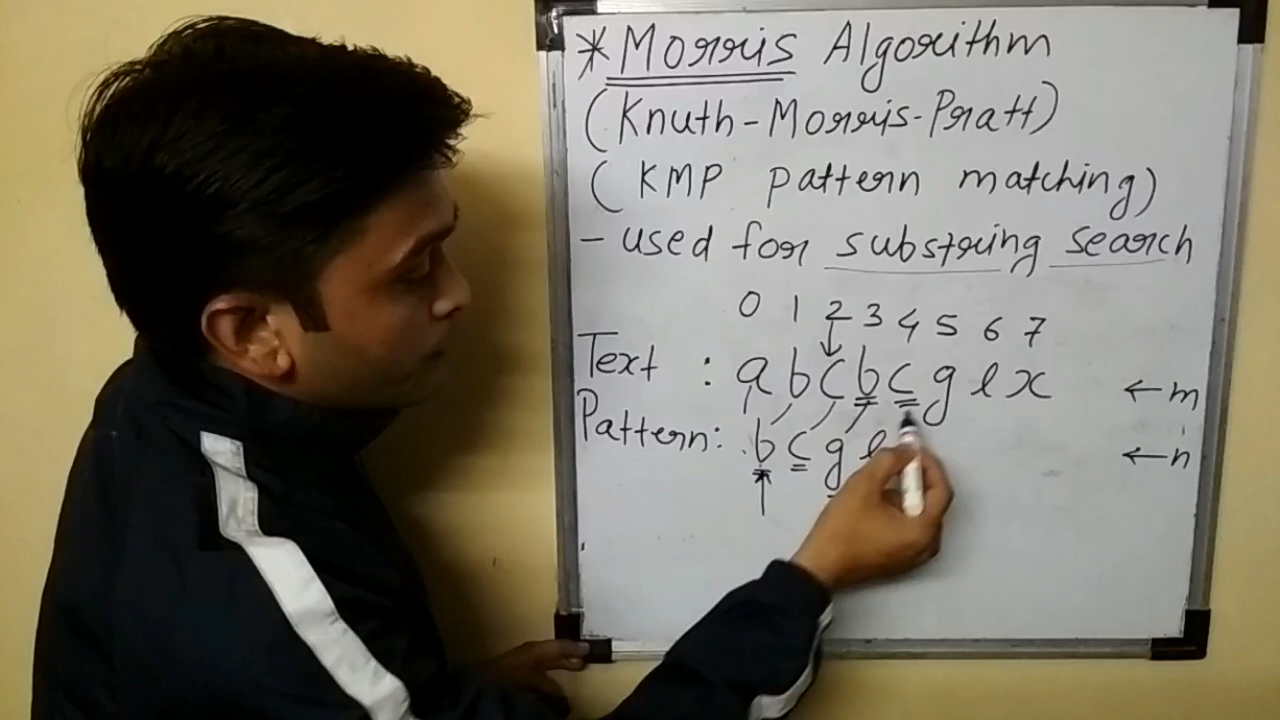 *Morris Algorithm
(Knuth-Morris-Pratt)
(KMP pattern matching)
- used for substring search
0 1 2 3 4 5 6 7
Text : a b c b c g l x ← m
Pattern: b c g l ← n